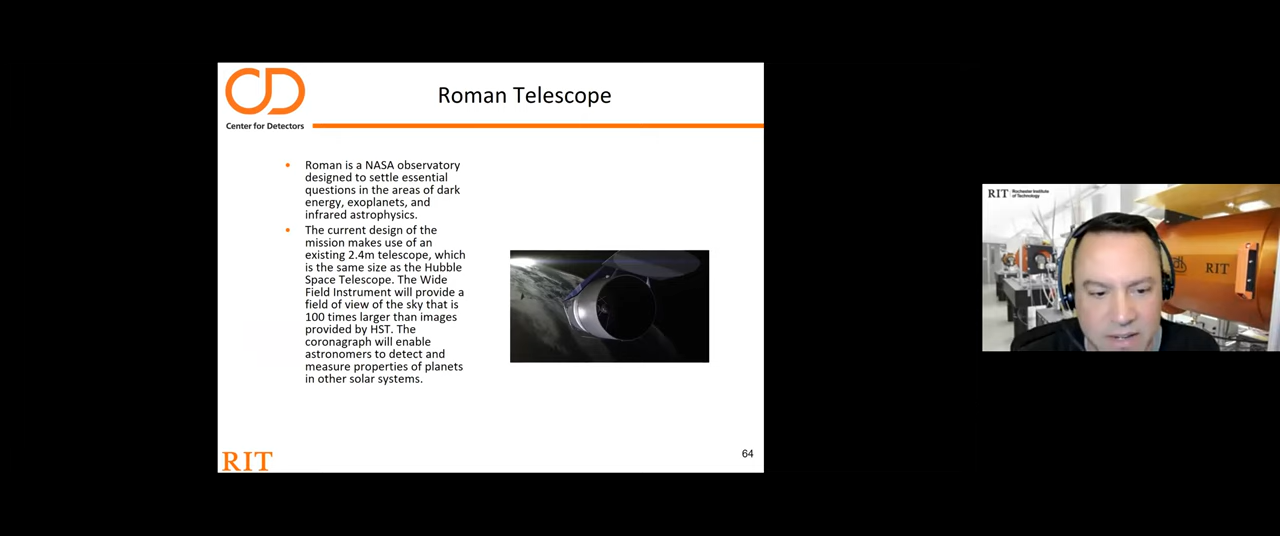 Roman Telescope
Center for Detectors
• Roman is a NASA observatory
designed to settle essential
questions in the areas of dark
energy, exoplanets, and
infrared astrophysics.
• The current design of the
mission makes use of an
existing 2.4m telescope, which
is the same size as the Hubble
Space Telescope. The Wide
Field Instrument will provide a
field of view of the sky that is
100 times larger than images
provided by HST. The
coronagraph will enable
astronomers to detect and
measure properties of planets
in other solar systems.
RIT
64
RIT Rochester Institute
of Technology
RIT